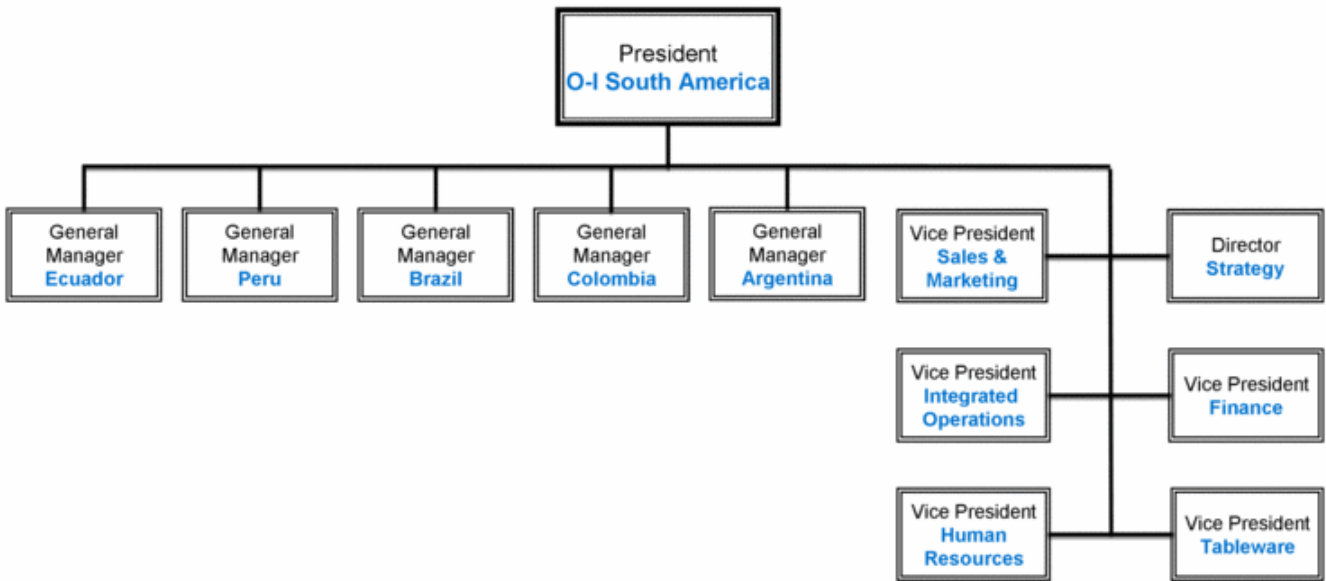 President
O-I South America
General
Manager
Ecuador
General
Manager
Peru
General
Manager
Brazil
General
Manager
Colombia
General
Manager
Argentina
Vice President
Sales &
Marketing
Director
Strategy
Vice President
Integrated
Operations
Vice President
Finance
Vice President
Human
Resources
Vice President
Tableware